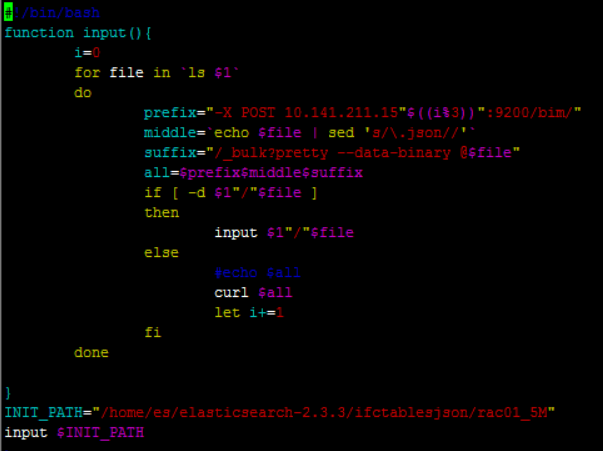 #!/bin/bash
function input(){
        i=0
        for file in `ls $1`
        do
                prefix="-X POST 10.141.211.15"$((i%3))":9200/bim/"
                middle=`echo $file | sed 's/\.json//'`
                suffix="/_bulk?pretty --data-binary @$file"
                all=$prefix$middle$suffix
                if [ -d $1"/"$file ]
                then
                        input $1"/"$file
                else
                        #echo $all
                        curl $all
                        let i+=1
                fi
        done

}
INIT_PATH="/home/es/elasticsearch-2.3.3/ifctablesjson/rac01_5M"
input $INIT_PATH